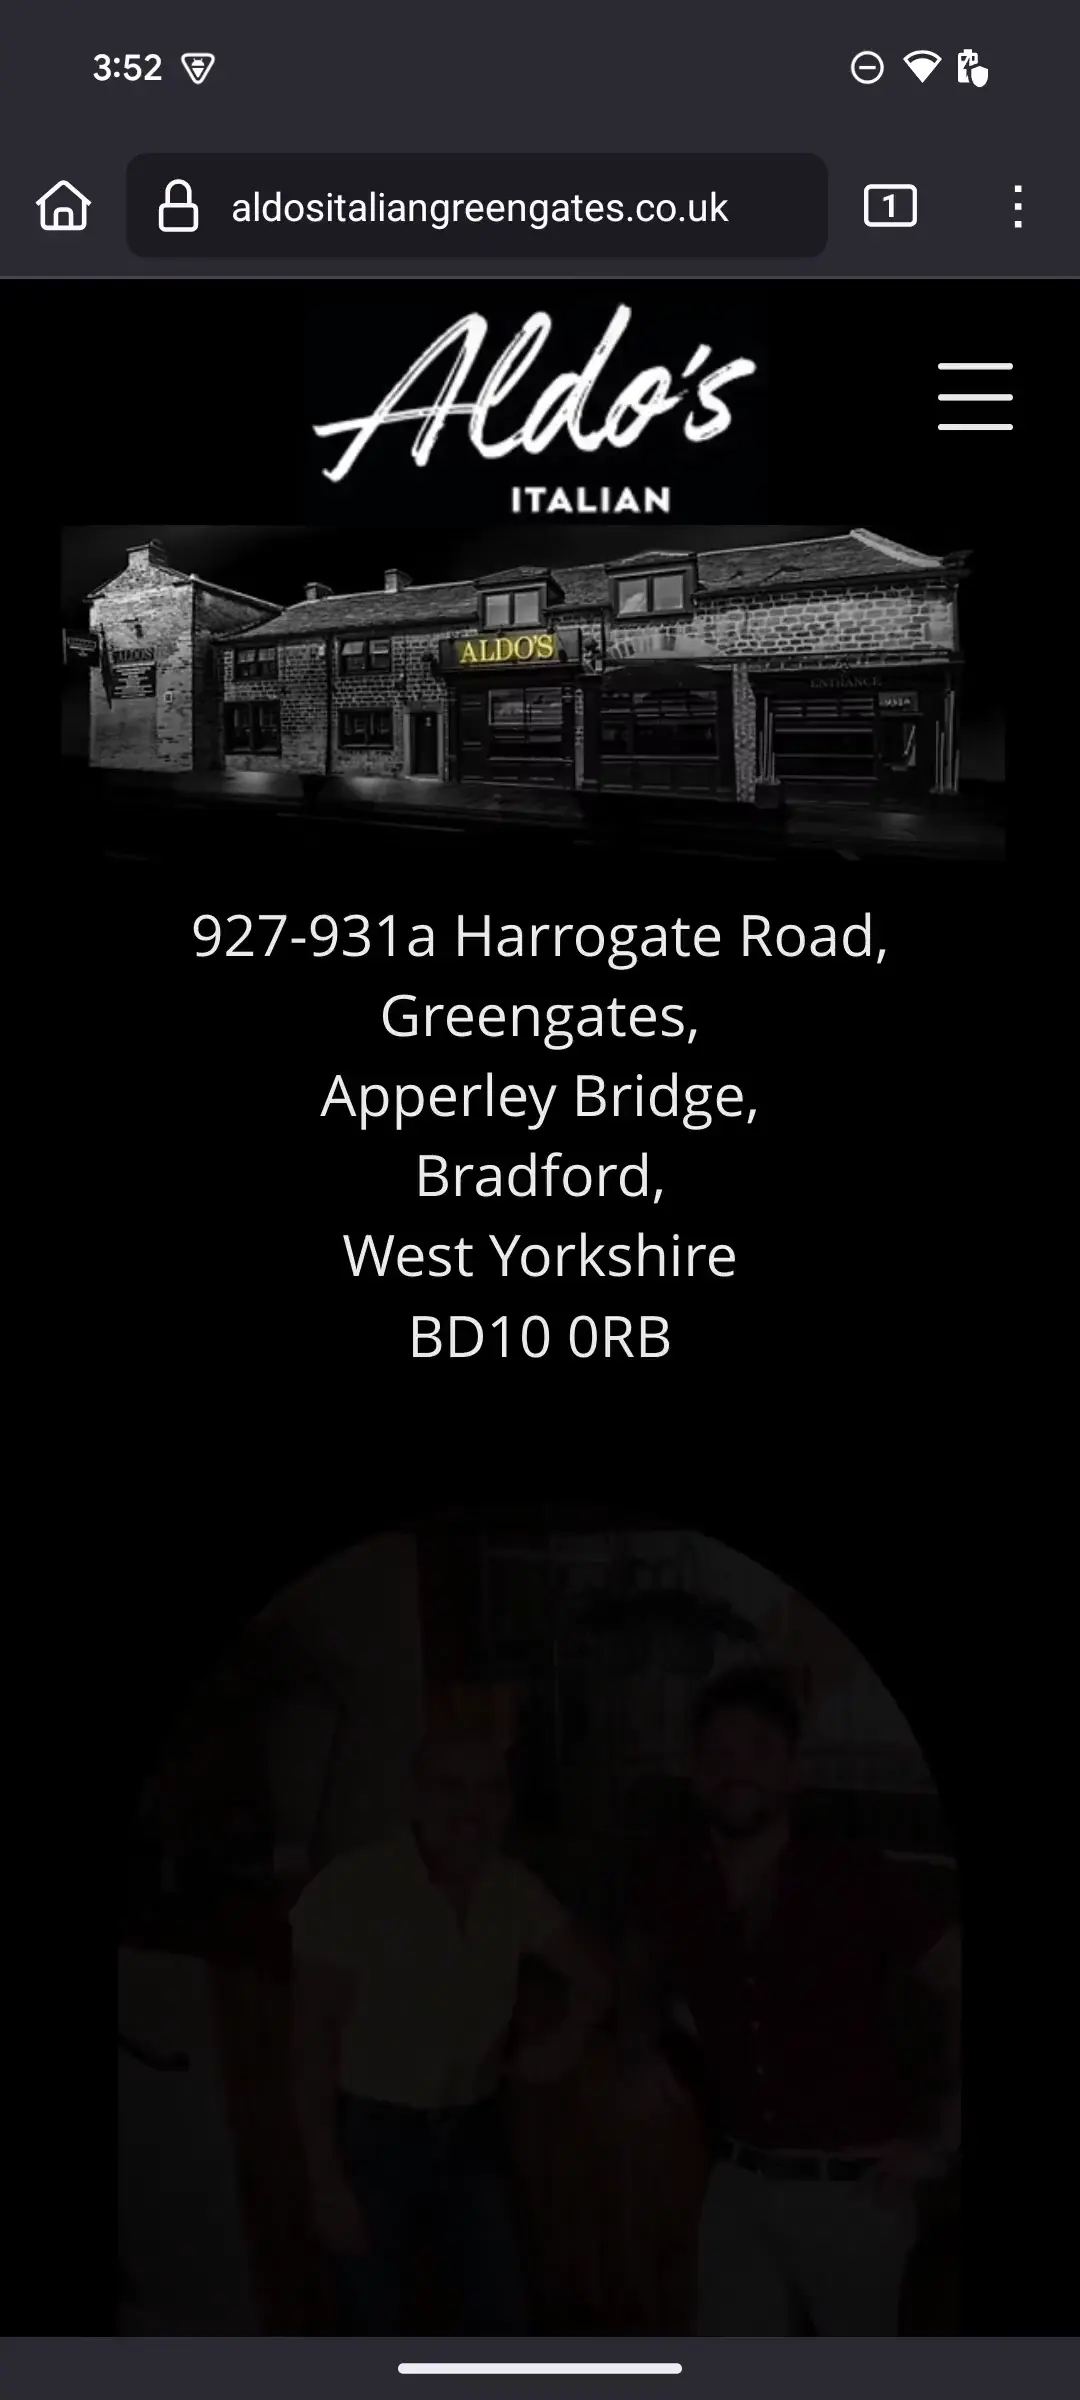 3:52
aldositaliangreengates.co.uk
1
Aldo's
ITALIAN
ALDO'S
ALDO'S
ENTRANCE
927-931a Harrogate Road,
Greengates,
Apperley Bridge,
Bradford,
West Yorkshire
BD10 0RB